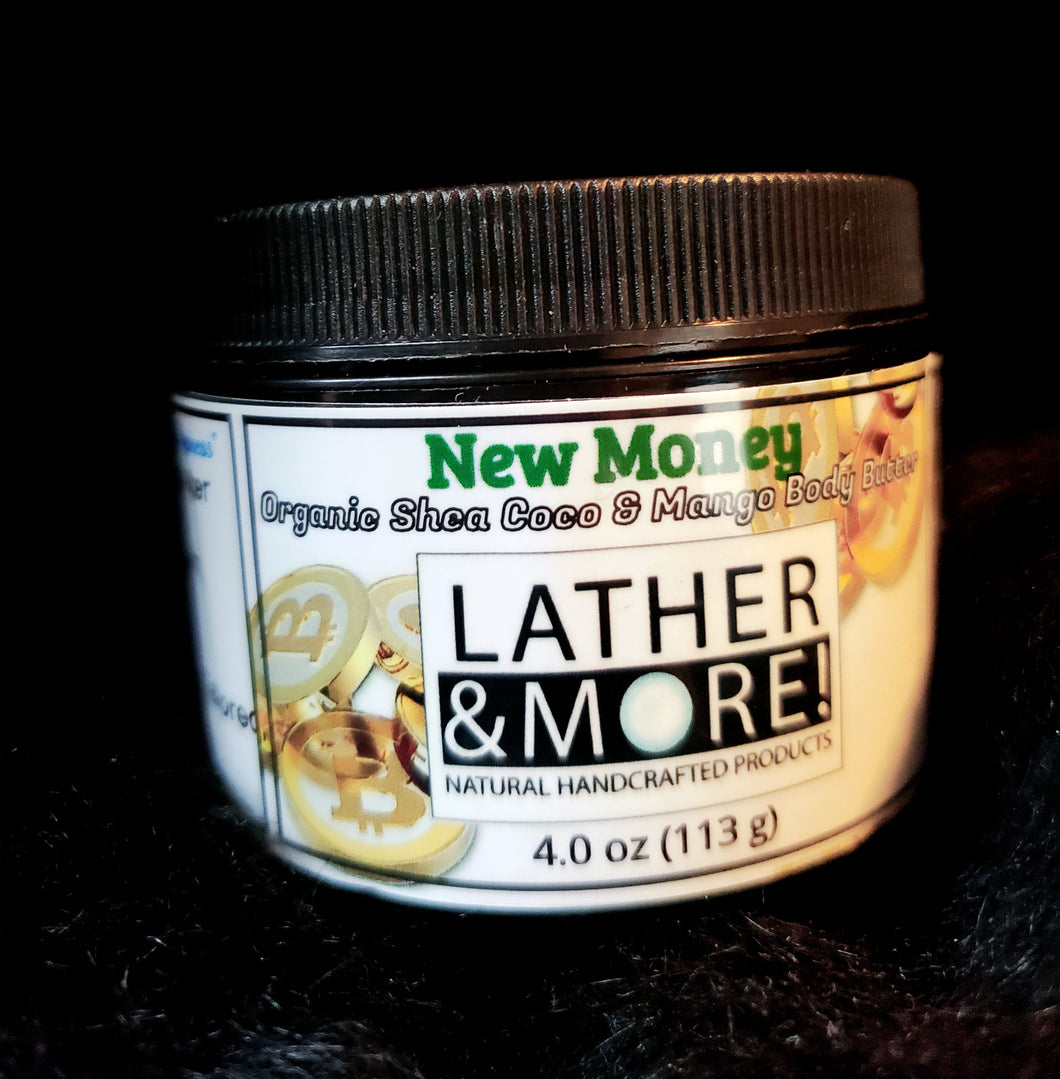 New Money
Organic Shea Coco & Mango Body Butter
LATHER
& MORE!
NATURAL HANDCRAFTED PRODUCTS
4.0 oz (113 g)